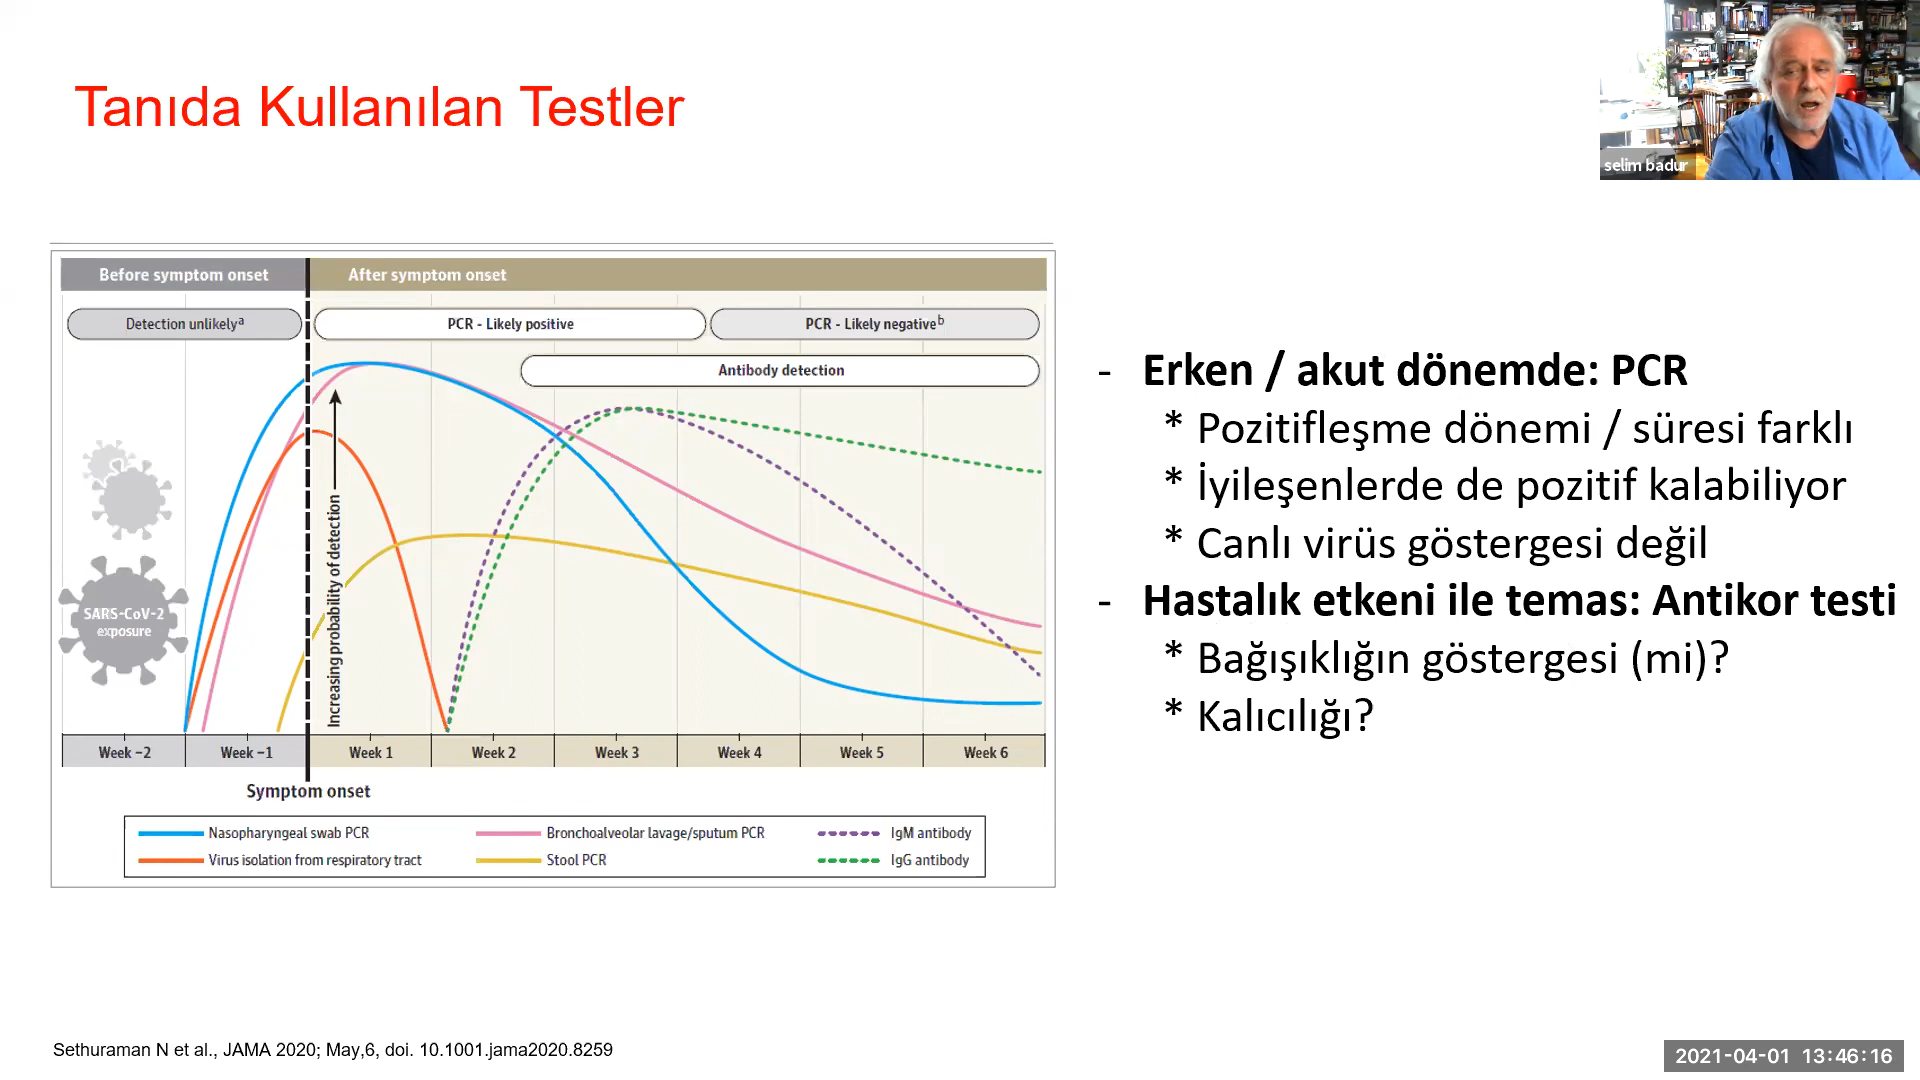 Tanıda Kullanılan Testler
selim badur
Before symptom onset
After symptom onset
Detection unlikelyᵃ
PCR - Likely positive
PCR - Likely negativeᵇ
Antibody detection
Increasing probability of detection
SARS-CoV-2
exposure
Week −2
Week −1
Week 1
Week 2
Week 3
Week 4
Week 5
Week 6
Symptom onset
Nasopharyngeal swab PCR
Bronchoalveolar lavage/sputum PCR
IgM antibody
Virus isolation from respiratory tract
Stool PCR
IgG antibody
- Erken / akut dönemde: PCR
* Pozitifleşme dönemi / süresi farklı
* İyileşenlerde de pozitif kalabiliyor
* Canlı virüs göstergesi değil
- Hastalık etkeni ile temas: Antikor testi
* Bağışıklığın göstergesi (mi)?
* Kalıcılığı?
Sethuraman N et al., JAMA 2020; May,6, doi. 10.1001.jama2020.8259
2021-04-01 13:46:16